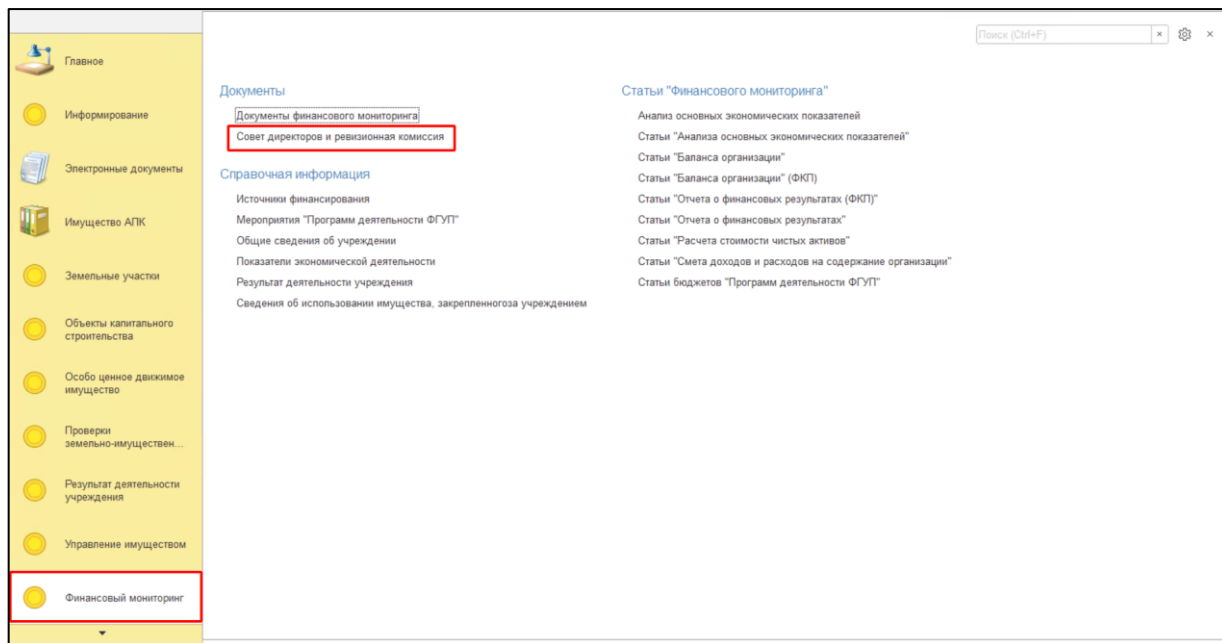 Поиск (Ctrl+F)
Главное
Информирование
Электронные документы
Имущество АПК
Земельные участки
Объекты капитального
строительства
Особо ценное движимое
имущество
Проверки
земельно-имуществен...
Результат деятельности
учреждения
Управление имуществом
Финансовый мониторинг
Документы
Документы финансового мониторинга
Совет директоров и ревизионная комиссия
Справочная информация
Источники финансирования
Мероприятия "Программ деятельности ФГУП"
Общие сведения об учреждении
Показатели экономической деятельности
Результат деятельности учреждения
Сведения об использовании имущества, закрепленногоза учреждением
Статьи "Финансового мониторинга"
Анализ основных экономических показателей
Статьи "Анализа основных экономических показателей"
Статьи "Баланса организации"
Статьи "Баланса организации" (ФКП)
Статьи "Отчета о финансовых результатах (ФКП)"
Статьи "Отчета о финансовых результатах"
Статьи "Расчета стоимости чистых активов"
Статьи "Смета доходов и расходов на содержание организации"
Статьи бюджетов "Программ деятельности ФГУП"